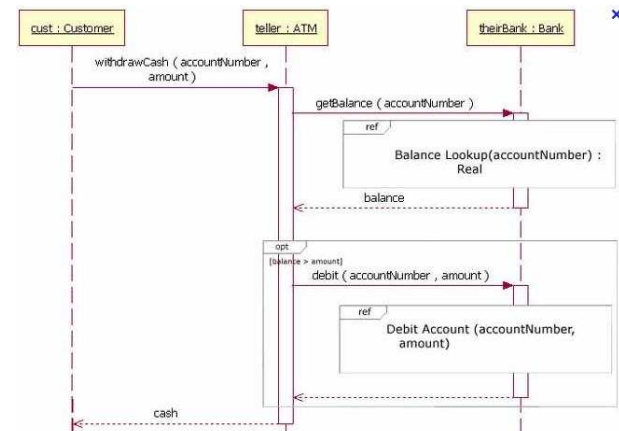 cust : Customer
teller : ATM
theirBank : Bank
withdrawCash ( accountNumber ,
amount )
getBalance ( accountNumber )
ref
Balance Lookup(accountNumber) :
Real
balance
opt
[balance > amount]
debit ( accountNumber , amount )
ref
Debit Account (accountNumber,
amount)
cash